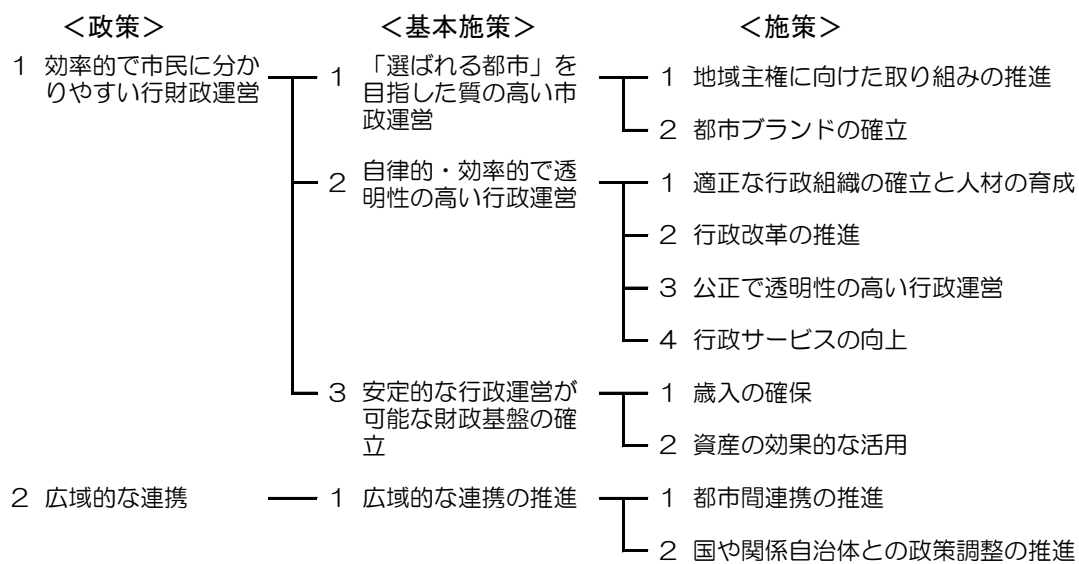 ＜政策＞ ＜基本施策＞ ＜施策＞
１ 効率的で市民に分か
りやすい行財政運営
１ 「選ばれる都市」を
目指した質の高い市
政運営
１ 地域主権に向けた取り組みの推進
２ 都市ブランドの確立
２ 自律的・効率的で透
明性の高い行政運営
１ 適正な行政組織の確立と人材の育成
２ 行政改革の推進
３ 公正で透明性の高い行政運営
４ 行政サービスの向上
３ 安定的な行政運営が
可能な財政基盤の確
立
１ 歳入の確保
２ 資産の効果的な活用
２ 広域的な連携
１ 広域的な連携の推進
１ 都市間連携の推進
２ 国や関係自治体との政策調整の推進